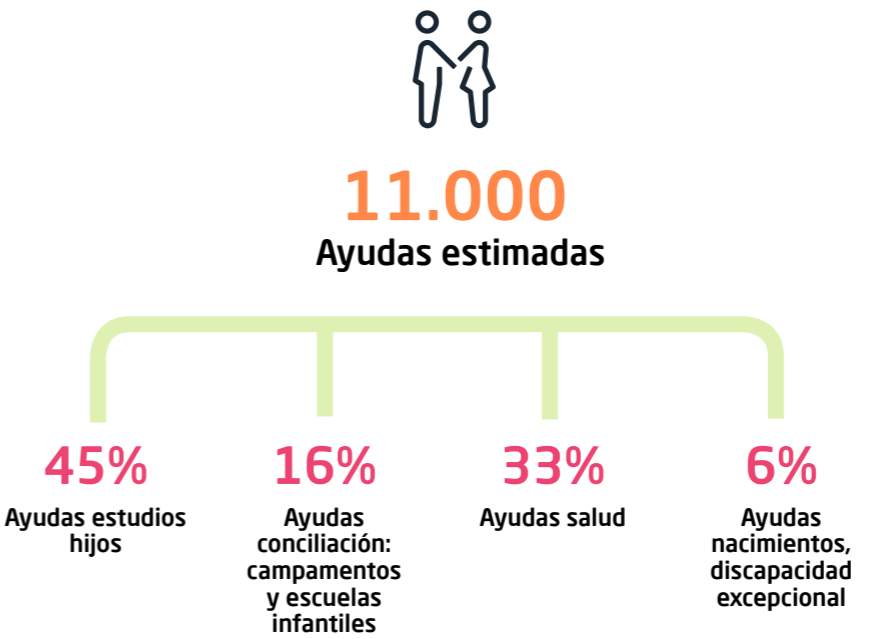 11.000
Ayudas estimadas
45%
Ayudas estudios
hijos
16%
Ayudas
conciliación:
campamentos
y escuelas
infantiles
33%
Ayudas salud
6%
Ayudas
nacimientos,
discapacidad
excepcional